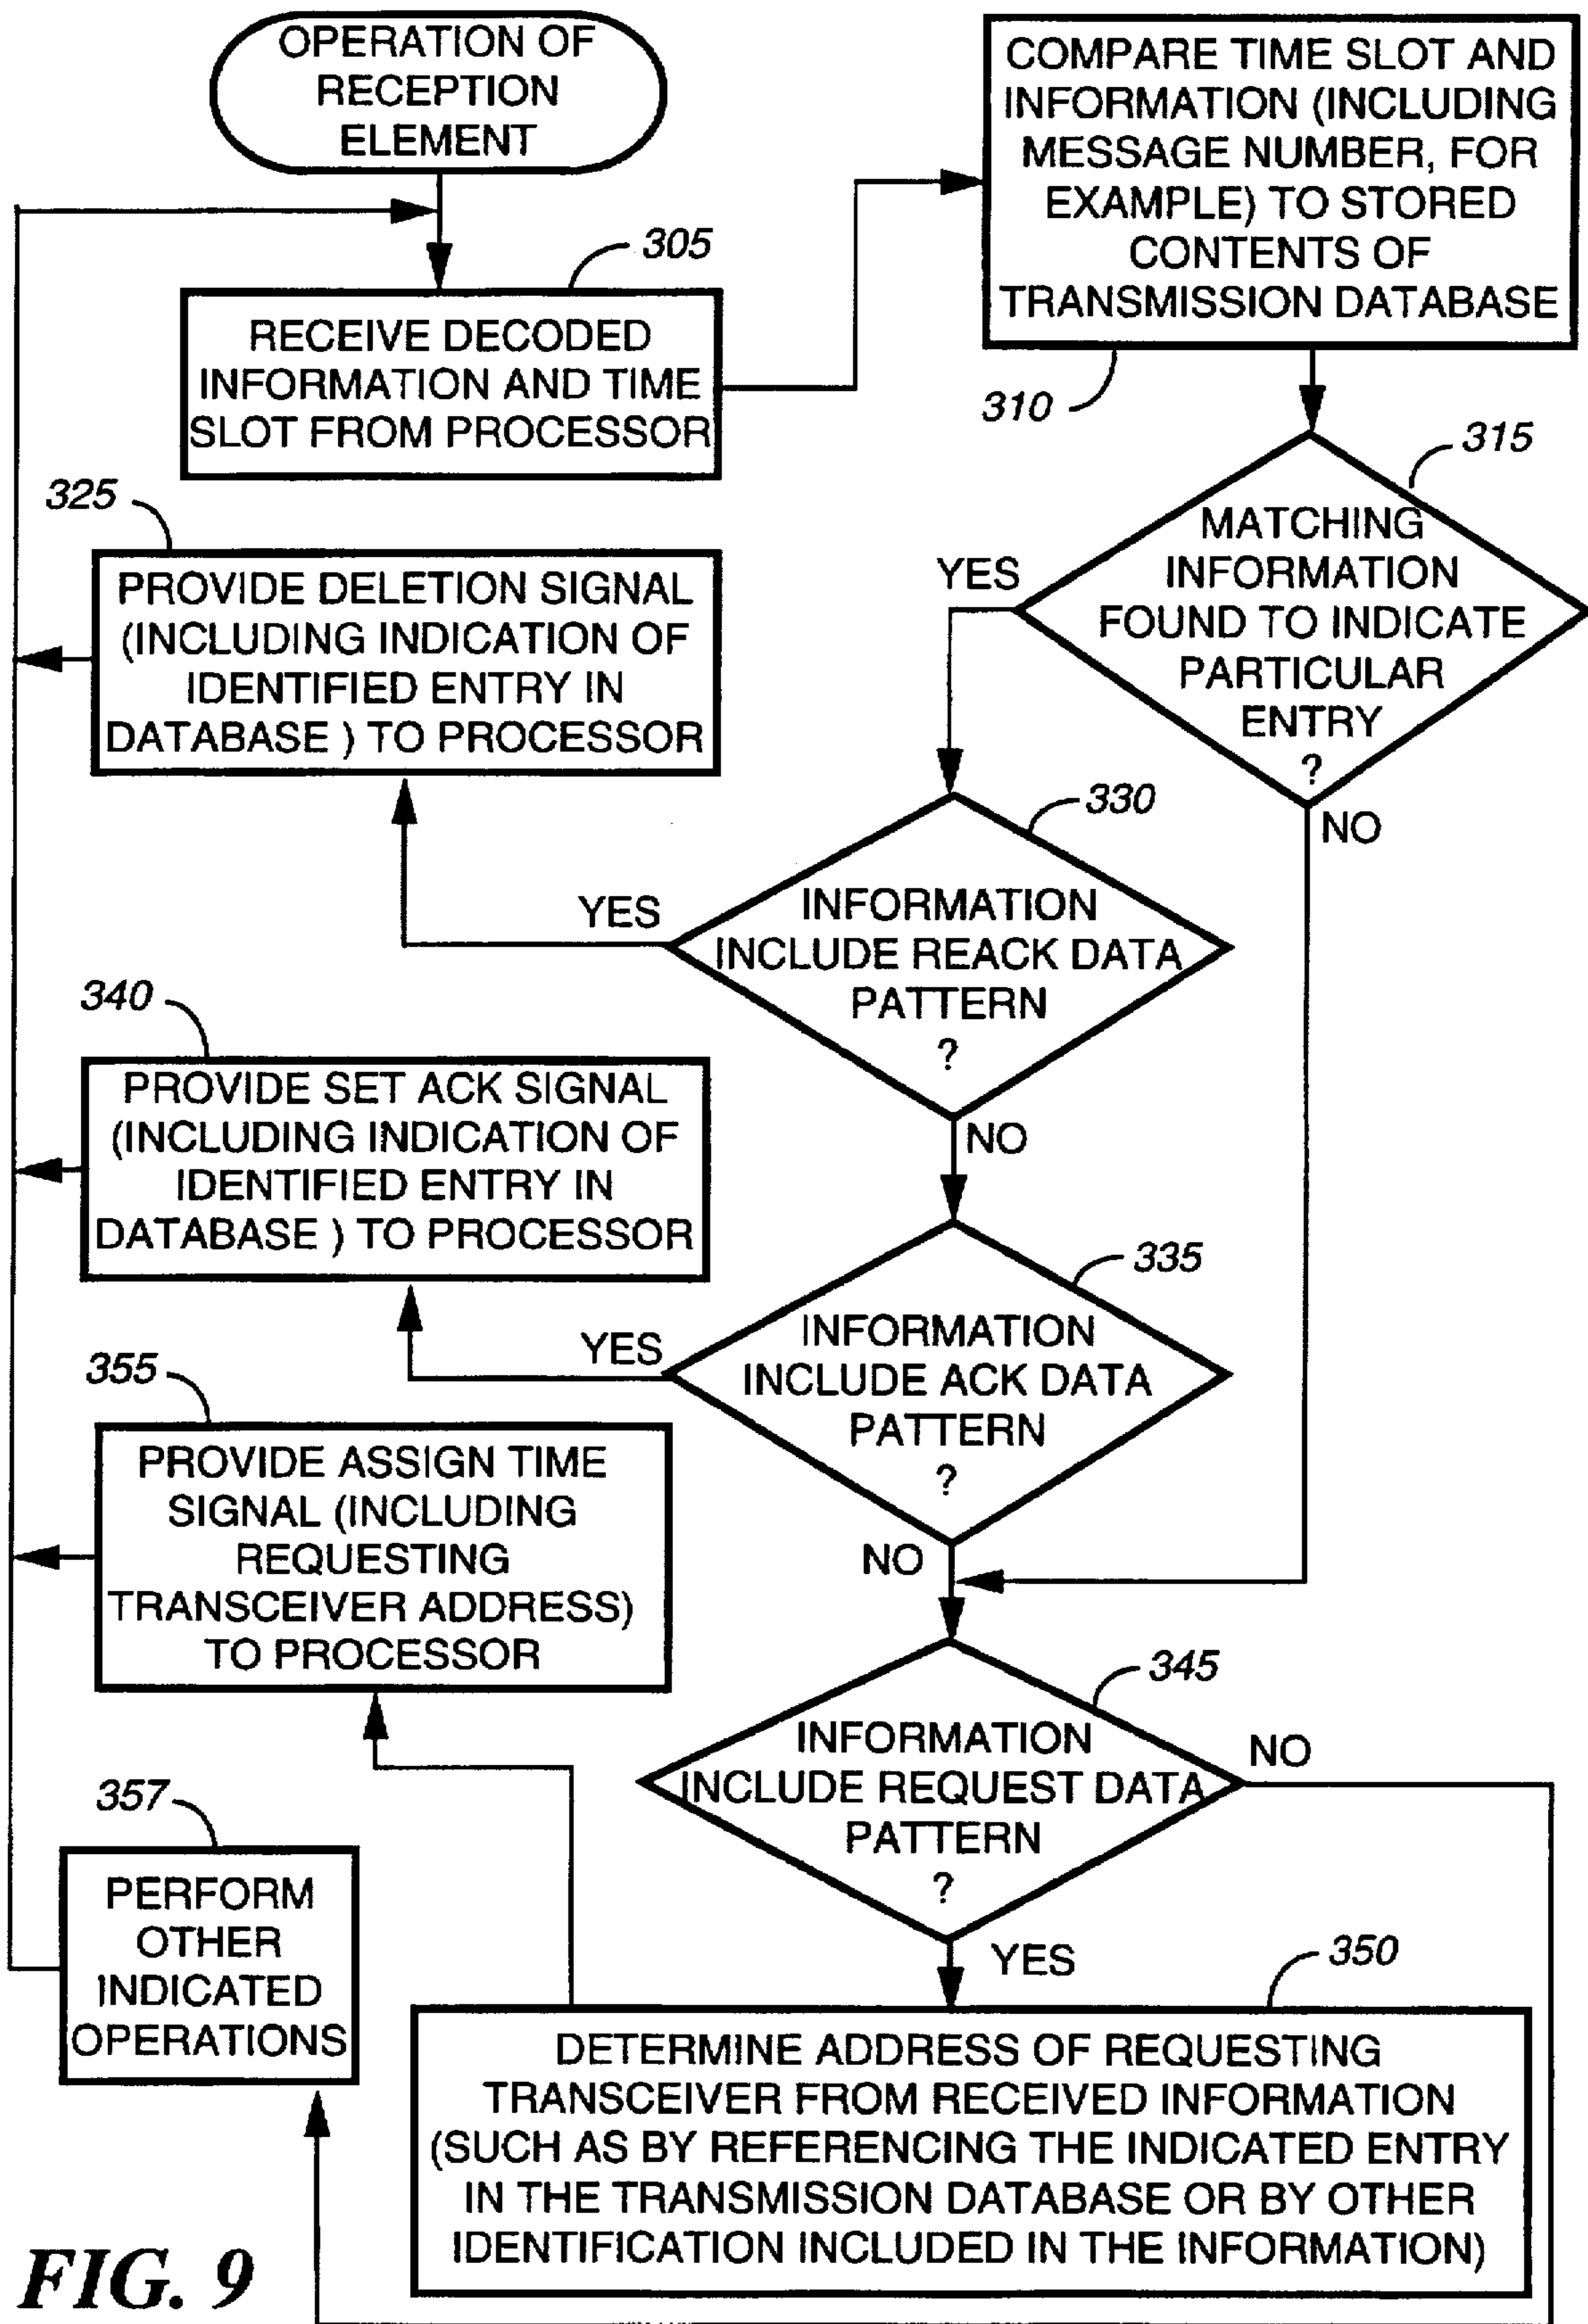 OPERATION OF
RECEPTION
ELEMENT
305
RECEIVE DECODED
INFORMATION AND TIME
SLOT FROM PROCESSOR
COMPARE TIME SLOT AND
INFORMATION (INCLUDING
MESSAGE NUMBER, FOR
EXAMPLE) TO STORED
CONTENTS OF
TRANSMISSION DATABASE
310
315
MATCHING
INFORMATION
FOUND TO INDICATE
PARTICULAR
ENTRY
?
YES
NO
325
PROVIDE DELETION SIGNAL
(INCLUDING INDICATION OF
IDENTIFIED ENTRY IN
DATABASE ) TO PROCESSOR
330
INFORMATION
INCLUDE REACK DATA
PATTERN
?
YES
NO
340
PROVIDE SET ACK SIGNAL
(INCLUDING INDICATION OF
IDENTIFIED ENTRY IN
DATABASE ) TO PROCESSOR
335
INFORMATION
INCLUDE ACK DATA
PATTERN
?
YES
NO
355
PROVIDE ASSIGN TIME
SIGNAL (INCLUDING
REQUESTING
TRANSCEIVER ADDRESS)
TO PROCESSOR
345
INFORMATION
INCLUDE REQUEST DATA
PATTERN
?
NO
YES
357
PERFORM
OTHER
INDICATED
OPERATIONS
350
DETERMINE ADDRESS OF REQUESTING
TRANSCEIVER FROM RECEIVED INFORMATION
(SUCH AS BY REFERENCING THE INDICATED ENTRY
IN THE TRANSMISSION DATABASE OR BY OTHER
IDENTIFICATION INCLUDED IN THE INFORMATION)
FIG. 9